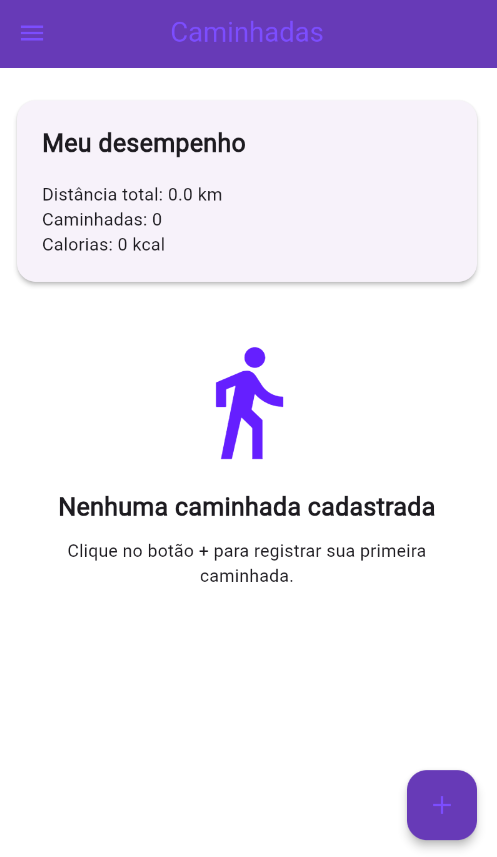 Caminhadas
Meu desempenho
Distância total: 0.0 km
Caminhadas: 0
Calorias: 0 kcal
Nenhuma caminhada cadastrada
Clique no botão + para registrar sua primeira
caminhada.
+